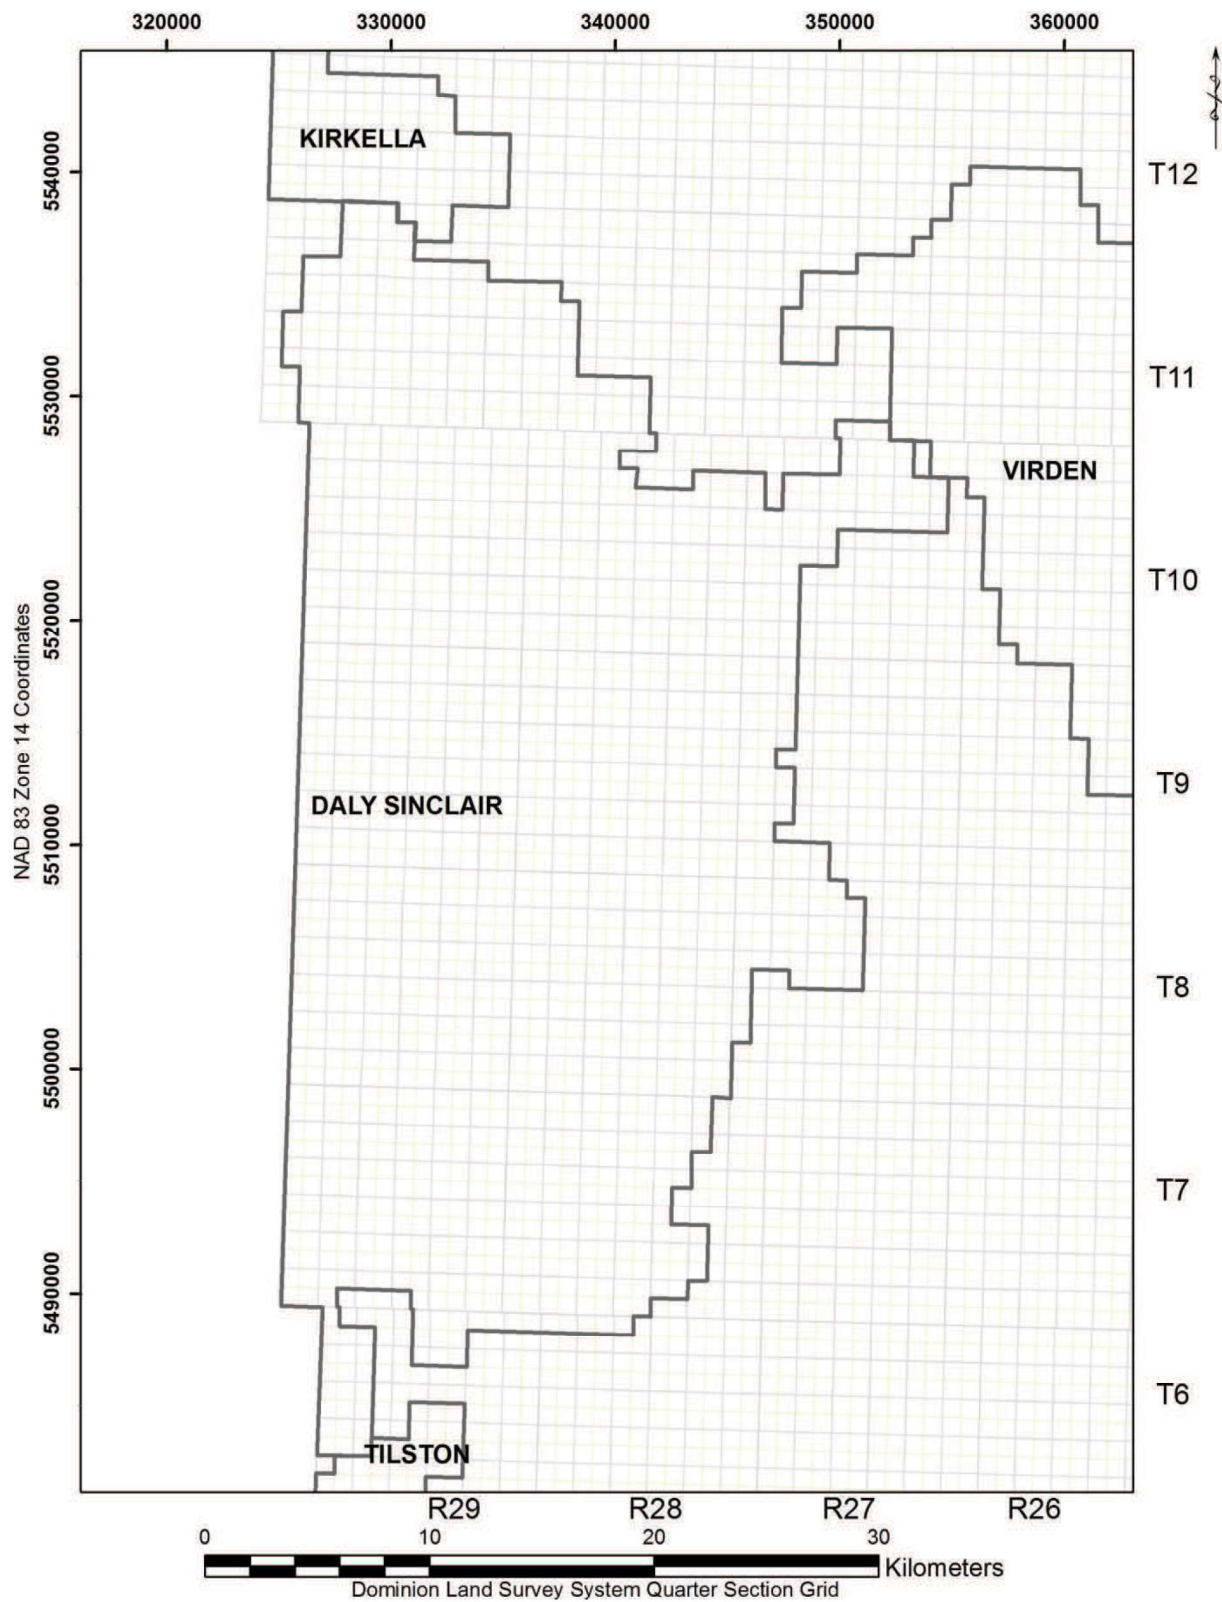 320000 330000 340000 350000 360000
KIRKELLA
5540000
T12
5530000
T11
VIRDEN
T10
5520000
NAD 83 Zone 14 Coordinates
DALY SINCLAIR
T9
5510000
T8
5500000
T7
5490000
T6
TILSTON
R29 R28 R27 R26
0 10 20 30
Kilometers
Dominion Land Survey System Quarter Section Grid